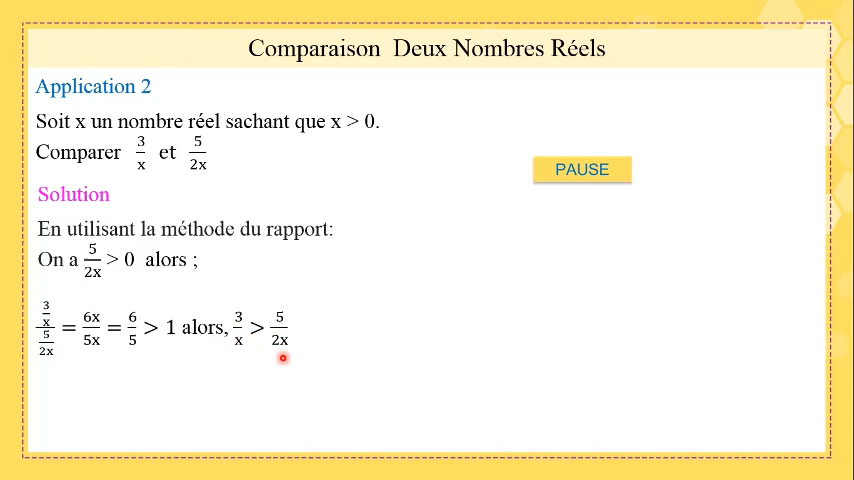 Comparaison Deux Nombres Réels
Application 2
Soit x un nombre réel sachant que x > 0.
Comparer 3/x et 5/2x
PAUSE
Solution
En utilisant la méthode du rapport:
On a 5/2x > 0 alors ;
(3/x)/(5/2x) = 6x/5x = 6/5 > 1 alors, 3/x > 5/2x